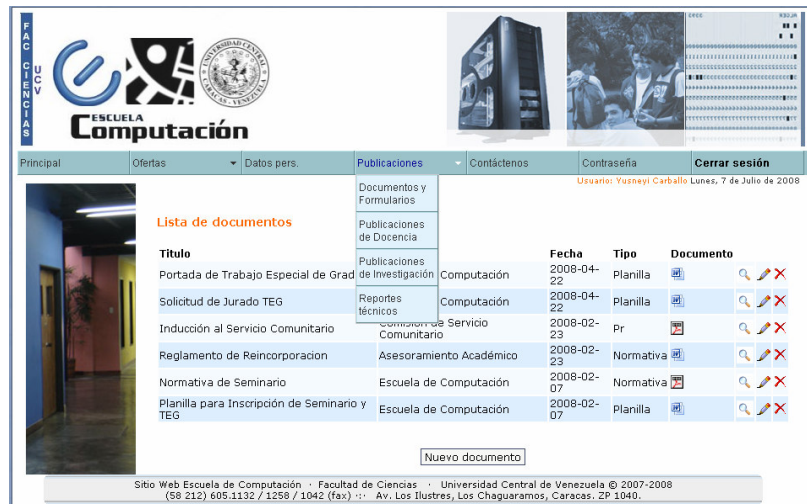 FAC CIENCIAS
UCV
ESCUELA
Computación
Principal
Ofertas
Datos pers.
Publicaciones
Contáctenos
Contraseña
Cerrar sesión
Usuario: Yusneyi Carballo Lunes, 7 de Julio de 2008
Documentos y
Formularios
Publicaciones
de Docencia
Publicaciones
de Investigación
Reportes
técnicos
Lista de documentos
Titulo Fecha Tipo Documento
Portada de Trabajo Especial de Grad Computación 2008-04-22 Planilla
Solicitud de Jurado TEG Computación 2008-04-22 Planilla
Inducción al Servicio Comunitario Comisión de Servicio Comunitario 2008-02-23 Pr
Reglamento de Reincorporacion Asesoramiento Académico 2008-02-23 Normativa
Normativa de Seminario Escuela de Computación 2008-02-07 Normativa
Planilla para Inscripción de Seminario y TEG Escuela de Computación 2008-02-07 Planilla
Nuevo documento
Sitio Web Escuela de Computación · Facultad de Ciencias · Universidad Central de Venezuela © 2007-2008
(58 212) 605.1132 / 1258 / 1042 (fax) ·:· Av. Los Ilustres, Los Chaguaramos, Caracas. ZP 1040.